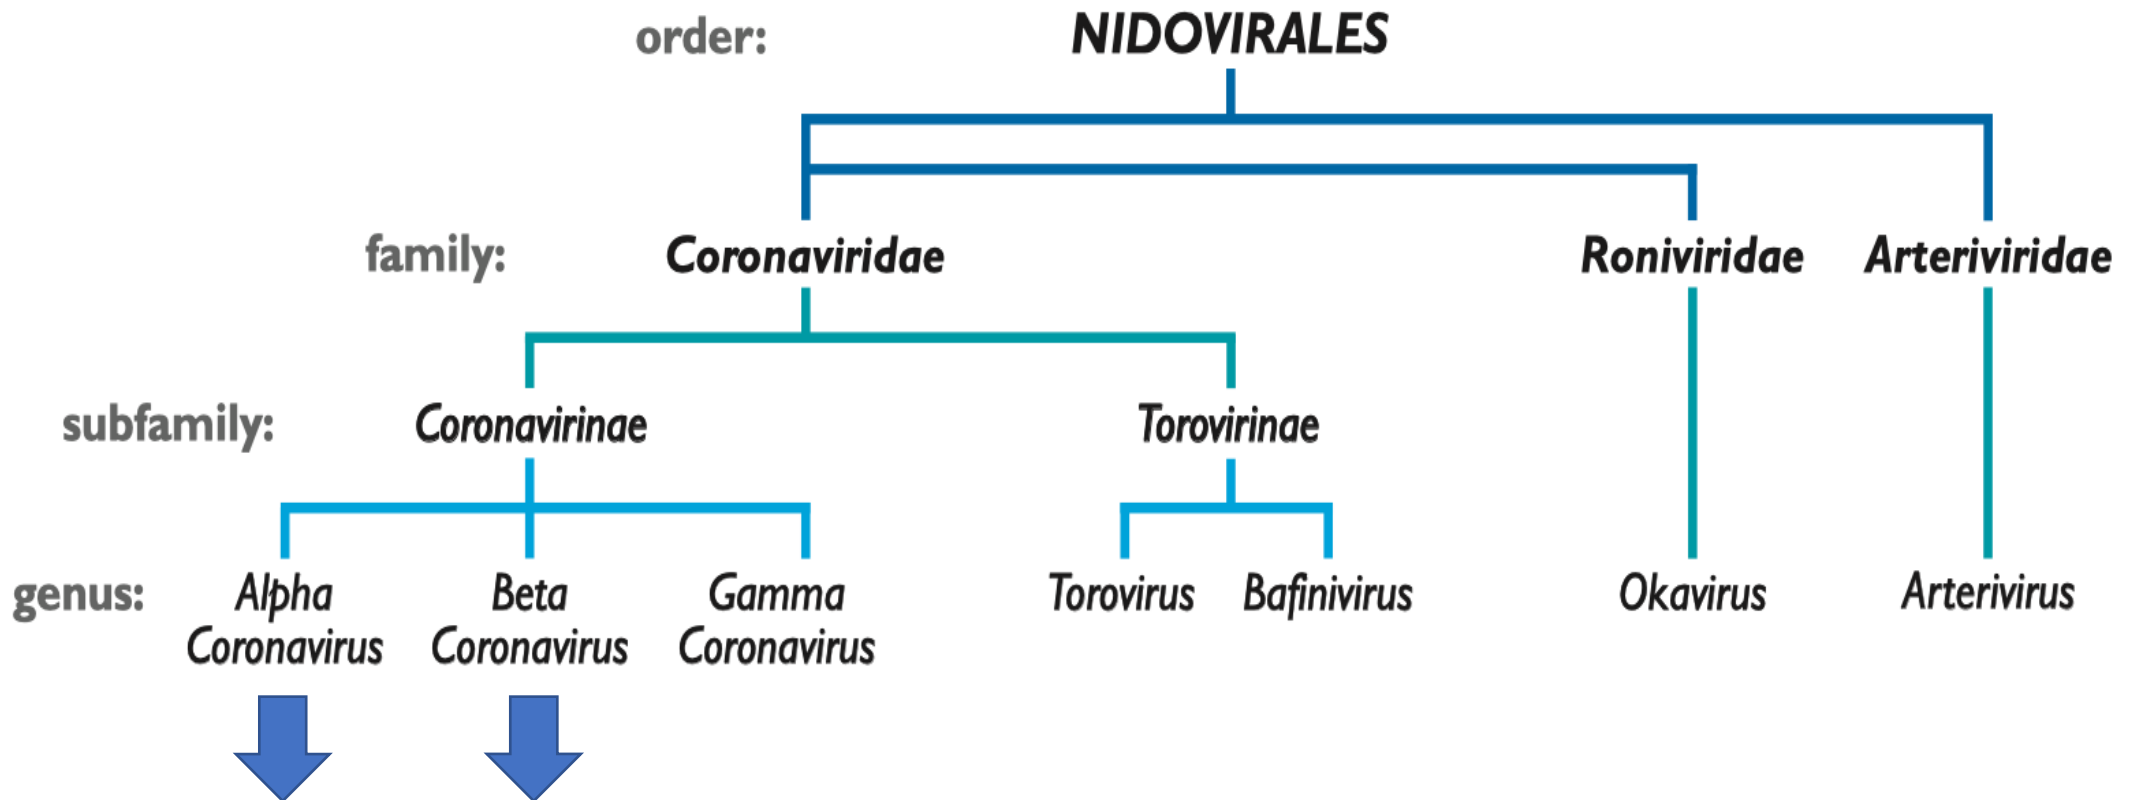 order: NIDOVIRALES
family: Coronaviridae Roniviridae Arteriviridae
subfamily: Coronavirinae Torovirinae
genus: Alpha Coronavirus Beta Coronavirus Gamma Coronavirus Torovirus Bafinivirus Okavirus Arterivirus